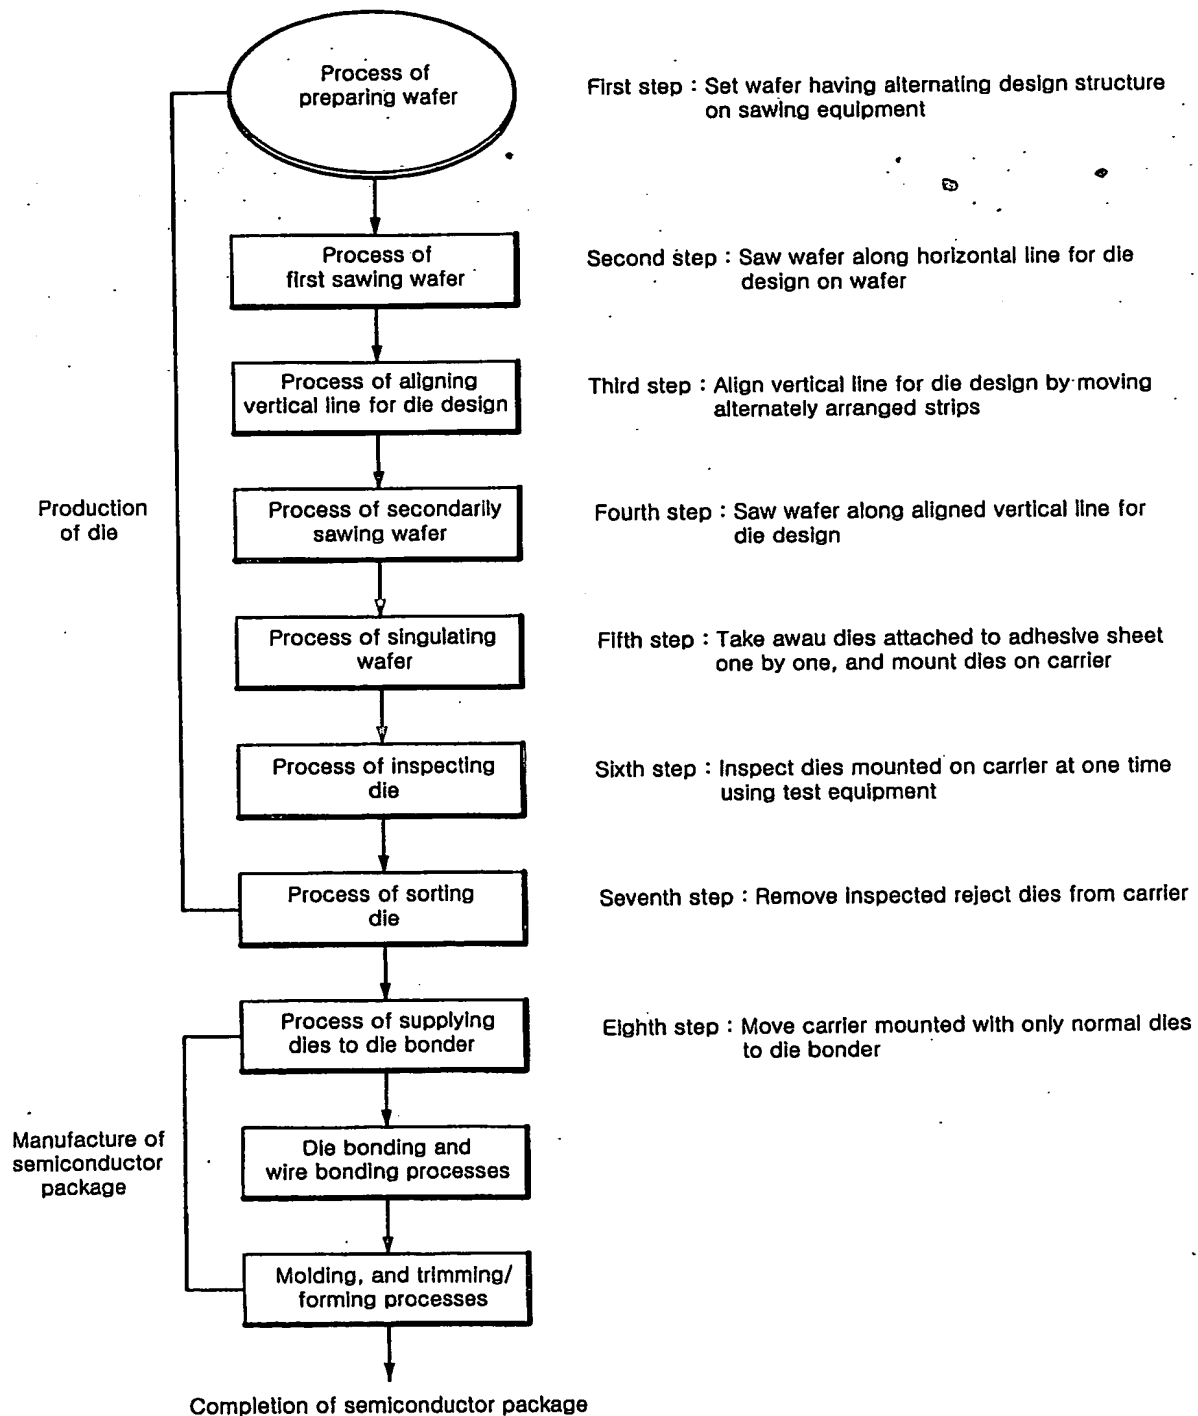 Process of
preparing wafer
First step : Set wafer having alternating design structure
on sawing equipment
Process of
first sawing wafer
Second step : Saw wafer along horizontal line for die
design on wafer
Process of aligning
vertical line for die design
Third step : Align vertical line for die design by moving
alternately arranged strips
Production
of die
Process of secondarily
sawing wafer
Fourth step : Saw wafer along aligned vertical line for
die design
Process of singulating
wafer
Fifth step : Take awau dies attached to adhesive sheet
one by one, and mount dies on carrier
Process of inspecting
die
Sixth step : Inspect dies mounted on carrier at one time
using test equipment
Process of sorting
die
Seventh step : Remove inspected reject dies from carrier
Process of supplying
dies to die bonder
Eighth step : Move carrier mounted with only normal dies
to die bonder
Manufacture of
semiconductor
package
Die bonding and
wire bonding processes
Molding, and trimming/
forming processes
Completion of semiconductor package